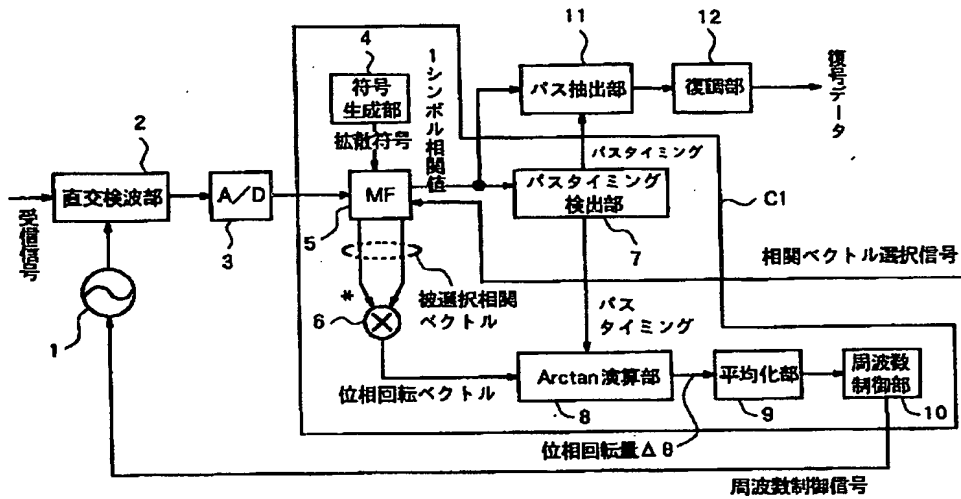 4
符号
生成部
拡散符号
1シンボル相関値
11
パス抽出部
12
復調部
復号データ
2
直交検波部
受信信号
A/D
3
MF
5
パスタイミング
パスタイミング
検出部
7
C1
相関ベクトル選択信号
*
6
被選択相関
ベクトル
1
パス
タイミング
位相回転ベクトル
Arctan演算部
8
平均化部
9
周波数
制御部
10
位相回転量Δθ
周波数制御信号